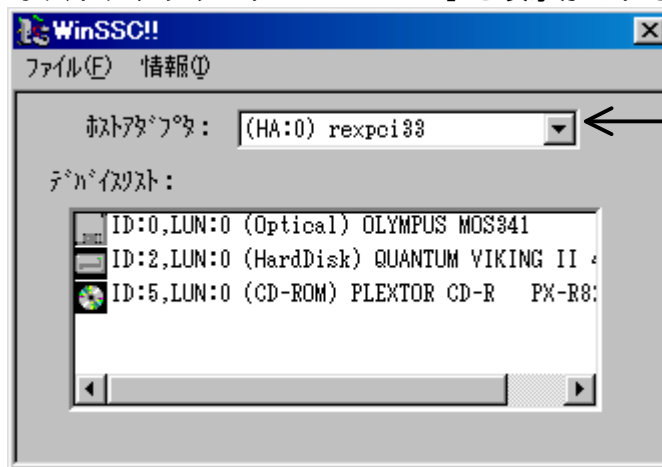 WinSSC!!
ファイル(F) 情報(I)
ﾎｽﾄｱﾀﾞﾌﾟﾀ : (HA:0) rexpci33
ﾃﾞﾊﾞｲｽﾘｽﾄ :
ID:0,LUN:0 (Optical) OLYMPUS MOS341
ID:2,LUN:0 (HardDisk) QUANTUM VIKING II
ID:5,LUN:0 (CD-ROM) PLEXTOR CD-R PX-R8